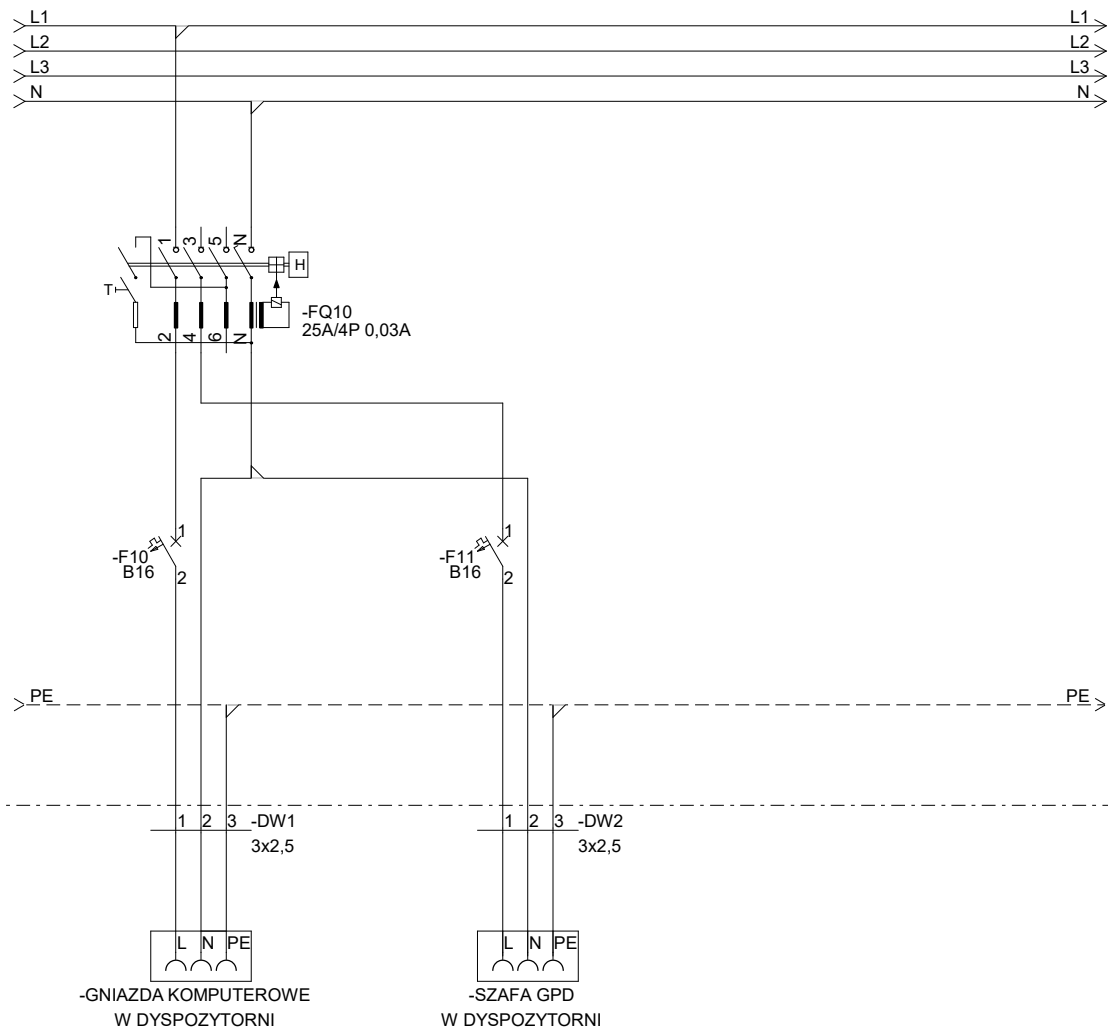 L1 L1
L2 L2
L3 L3
N N
1 3 5 N
H
T
-FQ10
25A/4P 0,03A
2 4 6 N
1 1
-F10 -F11
B16 B16
2 2
PE PE
1 2 3 -DW1 1 2 3 -DW2
3x2,5 3x2,5
L N PE L N PE
-GNIAZDA KOMPUTEROWE -SZAFA GPD
W DYSPOZYTORNI W DYSPOZYTORNI